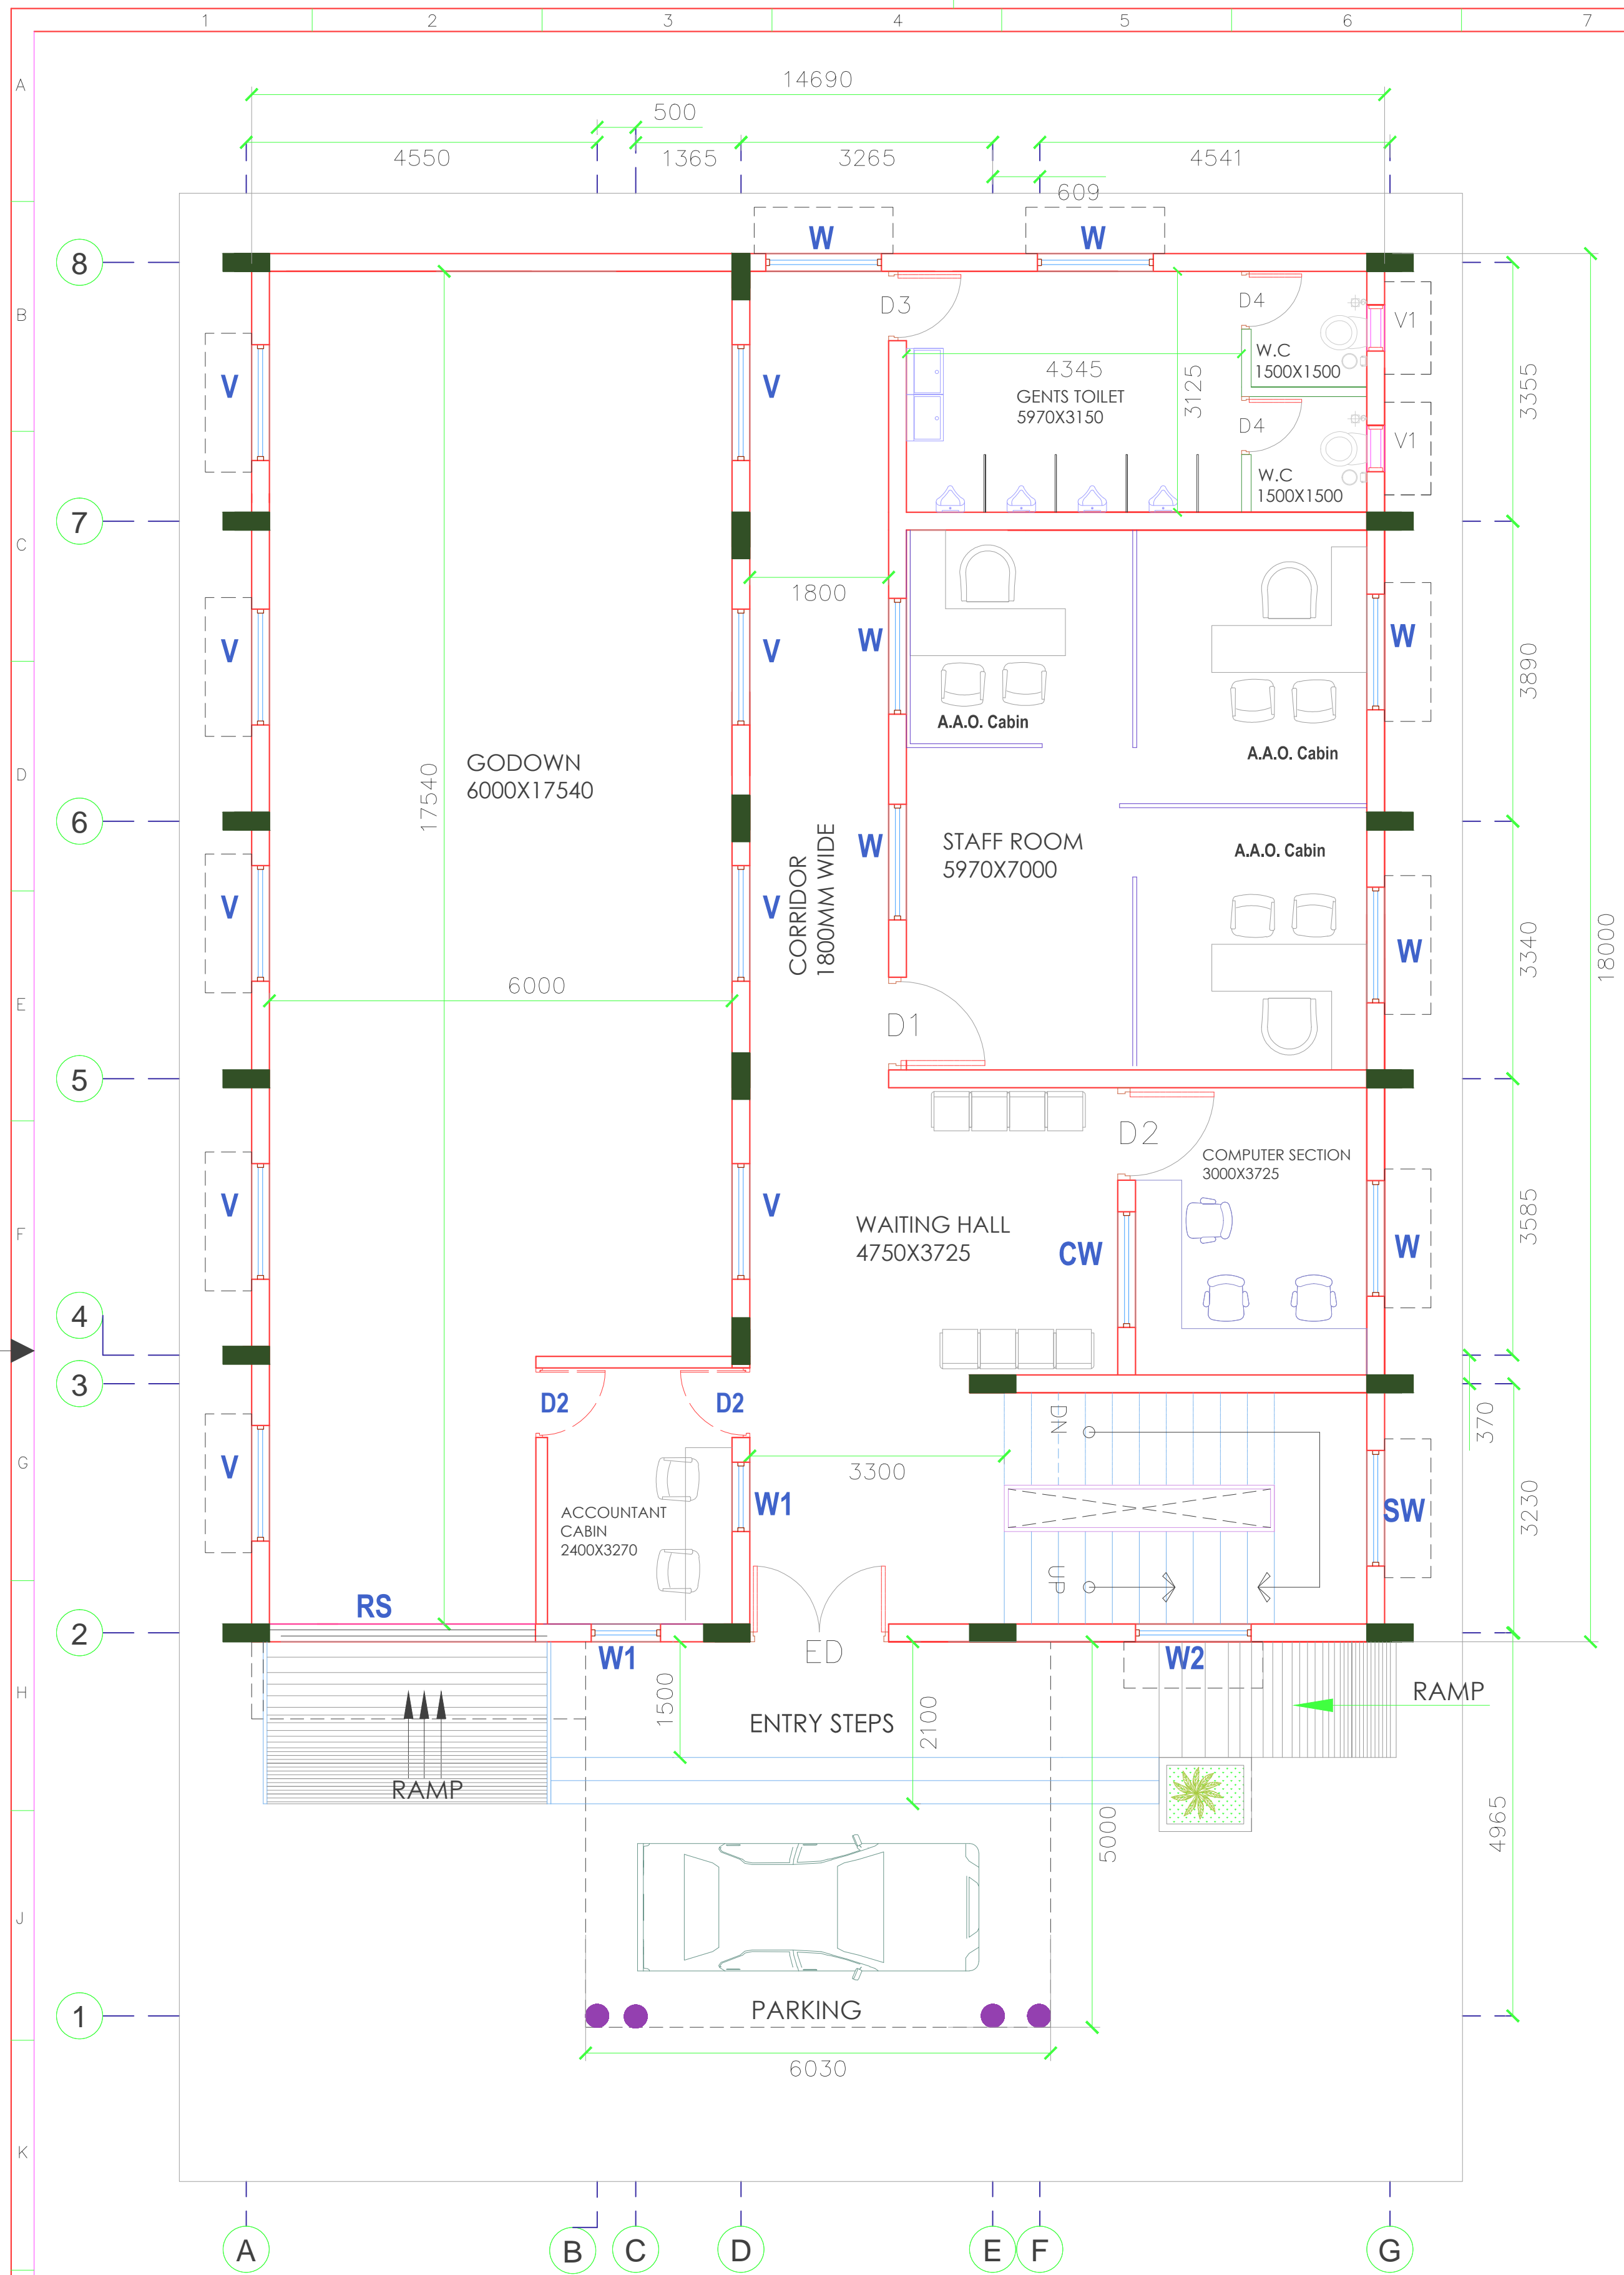 1 2 3 4 5 6 7
A
14690
500
4550 1365 3265 4541
609
W W
8
B
D3 D4 V1
W.C
1500X1500
4345
GENTS TOILET
5970X3150
3125
3355
V V
D4 V1
W.C
1500X1500
7
C
1800
V V W W
3890
A.A.O. Cabin
A.A.O. Cabin
D
GODOWN
6000X17540
17540
6
CORRIDOR
1800MM WIDE
W
STAFF ROOM
5970X7000
A.A.O. Cabin
V V W
3340
18000
6000
E
D1
5
D2
COMPUTER SECTION
3000X3725
V V
F
WAITING HALL
4750X3725
CW W
3585
4
3
D2 D2
DN
370
G
V
3300
W1
SW
3230
ACCOUNTANT
CABIN
2400X3270
UP
RS
2
W1 ED W2
H
1500
ENTRY STEPS
2100
RAMP
RAMP
5000
4965
J
1
PARKING
6030
K
A B C D E F G